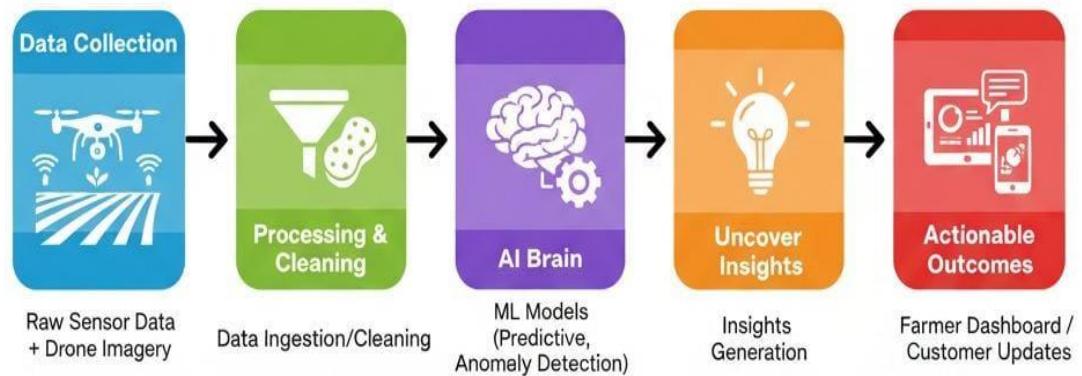 Data Collection
Processing &
Cleaning
AI Brain
Uncover
Insights
Actionable
Outcomes
Raw Sensor Data
+ Drone Imagery
Data Ingestion/Cleaning
ML Models
(Predictive,
Anomaly Detection)
Insights
Generation
Farmer Dashboard /
Customer Updates